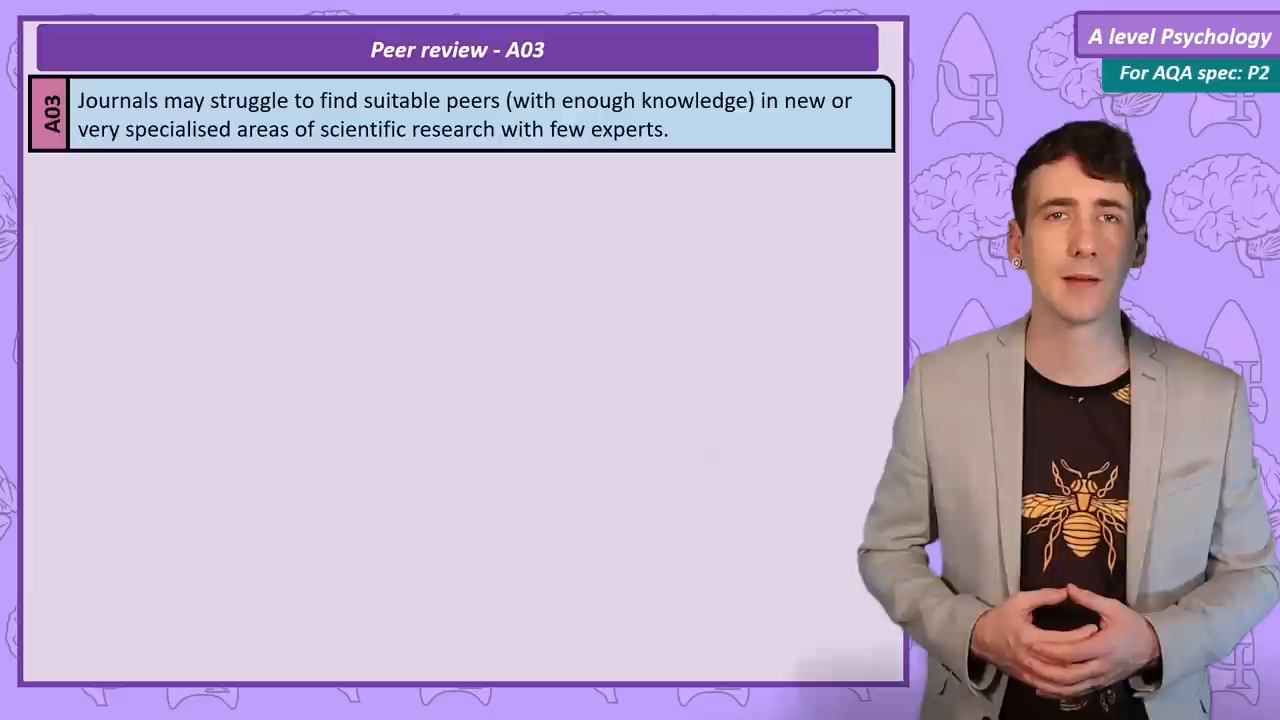 Peer review - A03
A level Psychology
For AQA spec: P2
A03
Journals may struggle to find suitable peers (with enough knowledge) in new or
very specialised areas of scientific research with few experts.